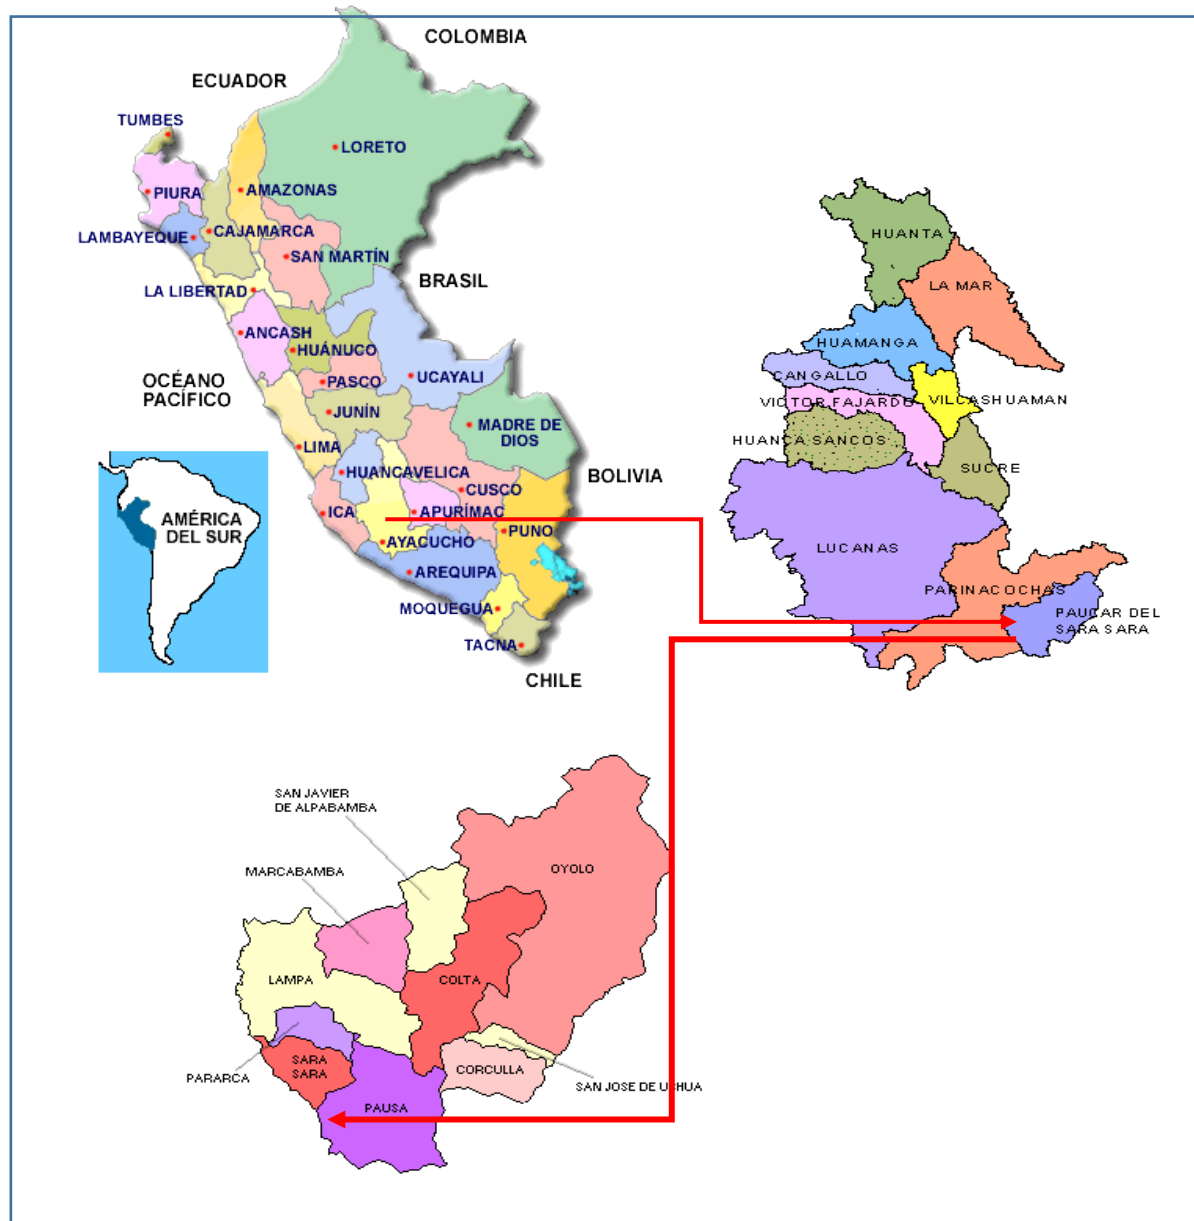 COLOMBIA
ECUADOR
TUMBES
LORETO
PIURA
AMAZONAS
CAJAMARCA
LAMBAYEQUE
SAN MARTÍN
BRASIL
LA LIBERTAD
ANCASH
HUÁNUCO
OCÉANO
PACÍFICO
PASCO
UCAYALI
JUNÍN
MADRE DE
DIOS
LIMA
HUANCAVELICA
BOLIVIA
CUSCO
ICA
APURÍMAC
PUNO
AYACUCHO
AREQUIPA
MOQUEGUA
TACNA
CHILE
AMÉRICA
DEL SUR
HUANTA
LA MAR
HUAMANGA
CANGALLO
VICTOR FAJARDO
VILCASHUAMAN
HUANCA SANCOS
SUCRE
LUCANAS
PARINACOCHAS
PAUCAR DEL
SARA SARA
SAN JAVIER
DE ALPABAMBA
MARCABAMBA
OYOLO
LAMPA
COLTA
SARA
SARA
PARARCA
CORCULLA
SAN JOSE DE USHUA
PAUSA